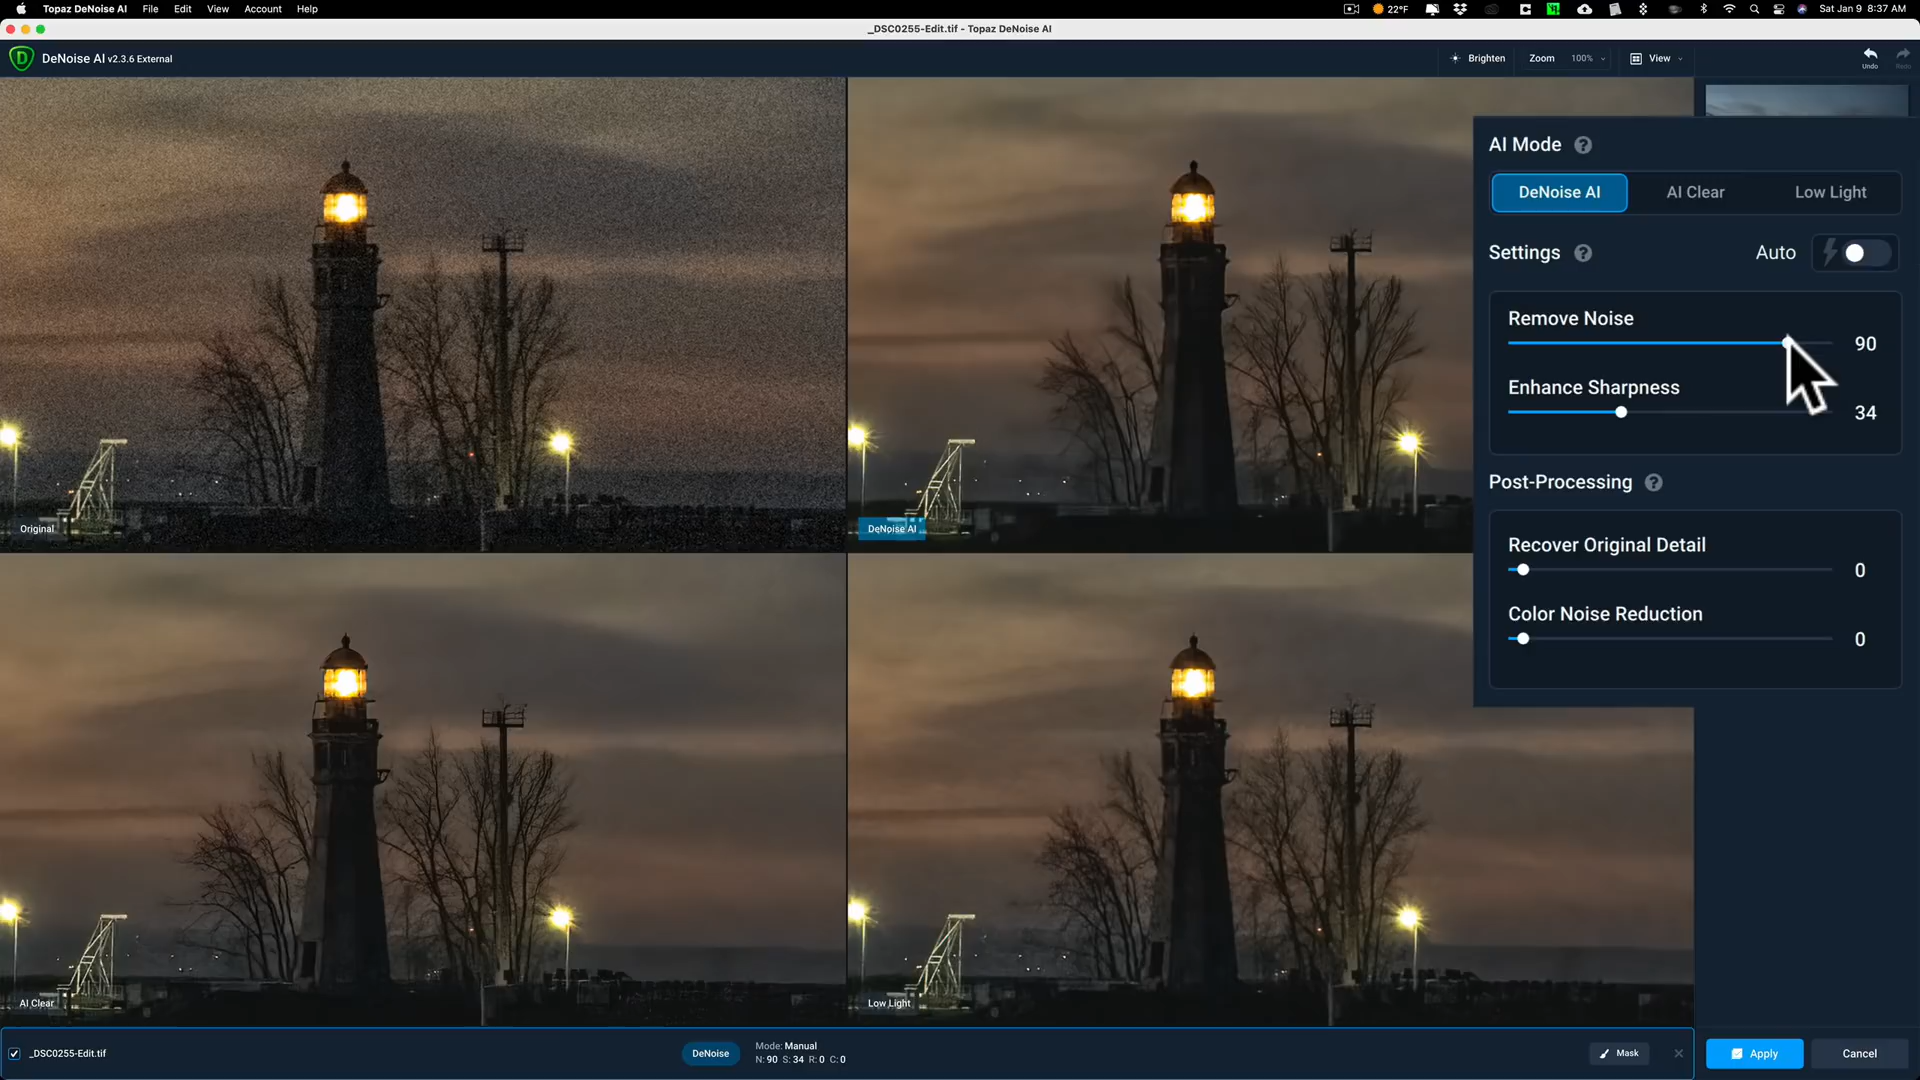 Topaz DeNoise AI File Edit View Account Help 22°F Sat Jan 9 8:37 AM
_DSC0255-Edit.tif - Topaz DeNoise AI
DeNoise AI v2.3.6 External Brighten Zoom 100% View Undo Redo
AI Mode ?
DeNoise AI AI Clear Low Light
Settings ? Auto
Remove Noise
90
Enhance Sharpness
34
Post-Processing ?
Recover Original Detail
0
Color Noise Reduction
0
Original
DeNoise AI
AI Clear
Low Light
_DSC0255-Edit.tif DeNoise Mode: Manual
N: 90 S: 34 R: 0 C: 0
Mask Apply Cancel